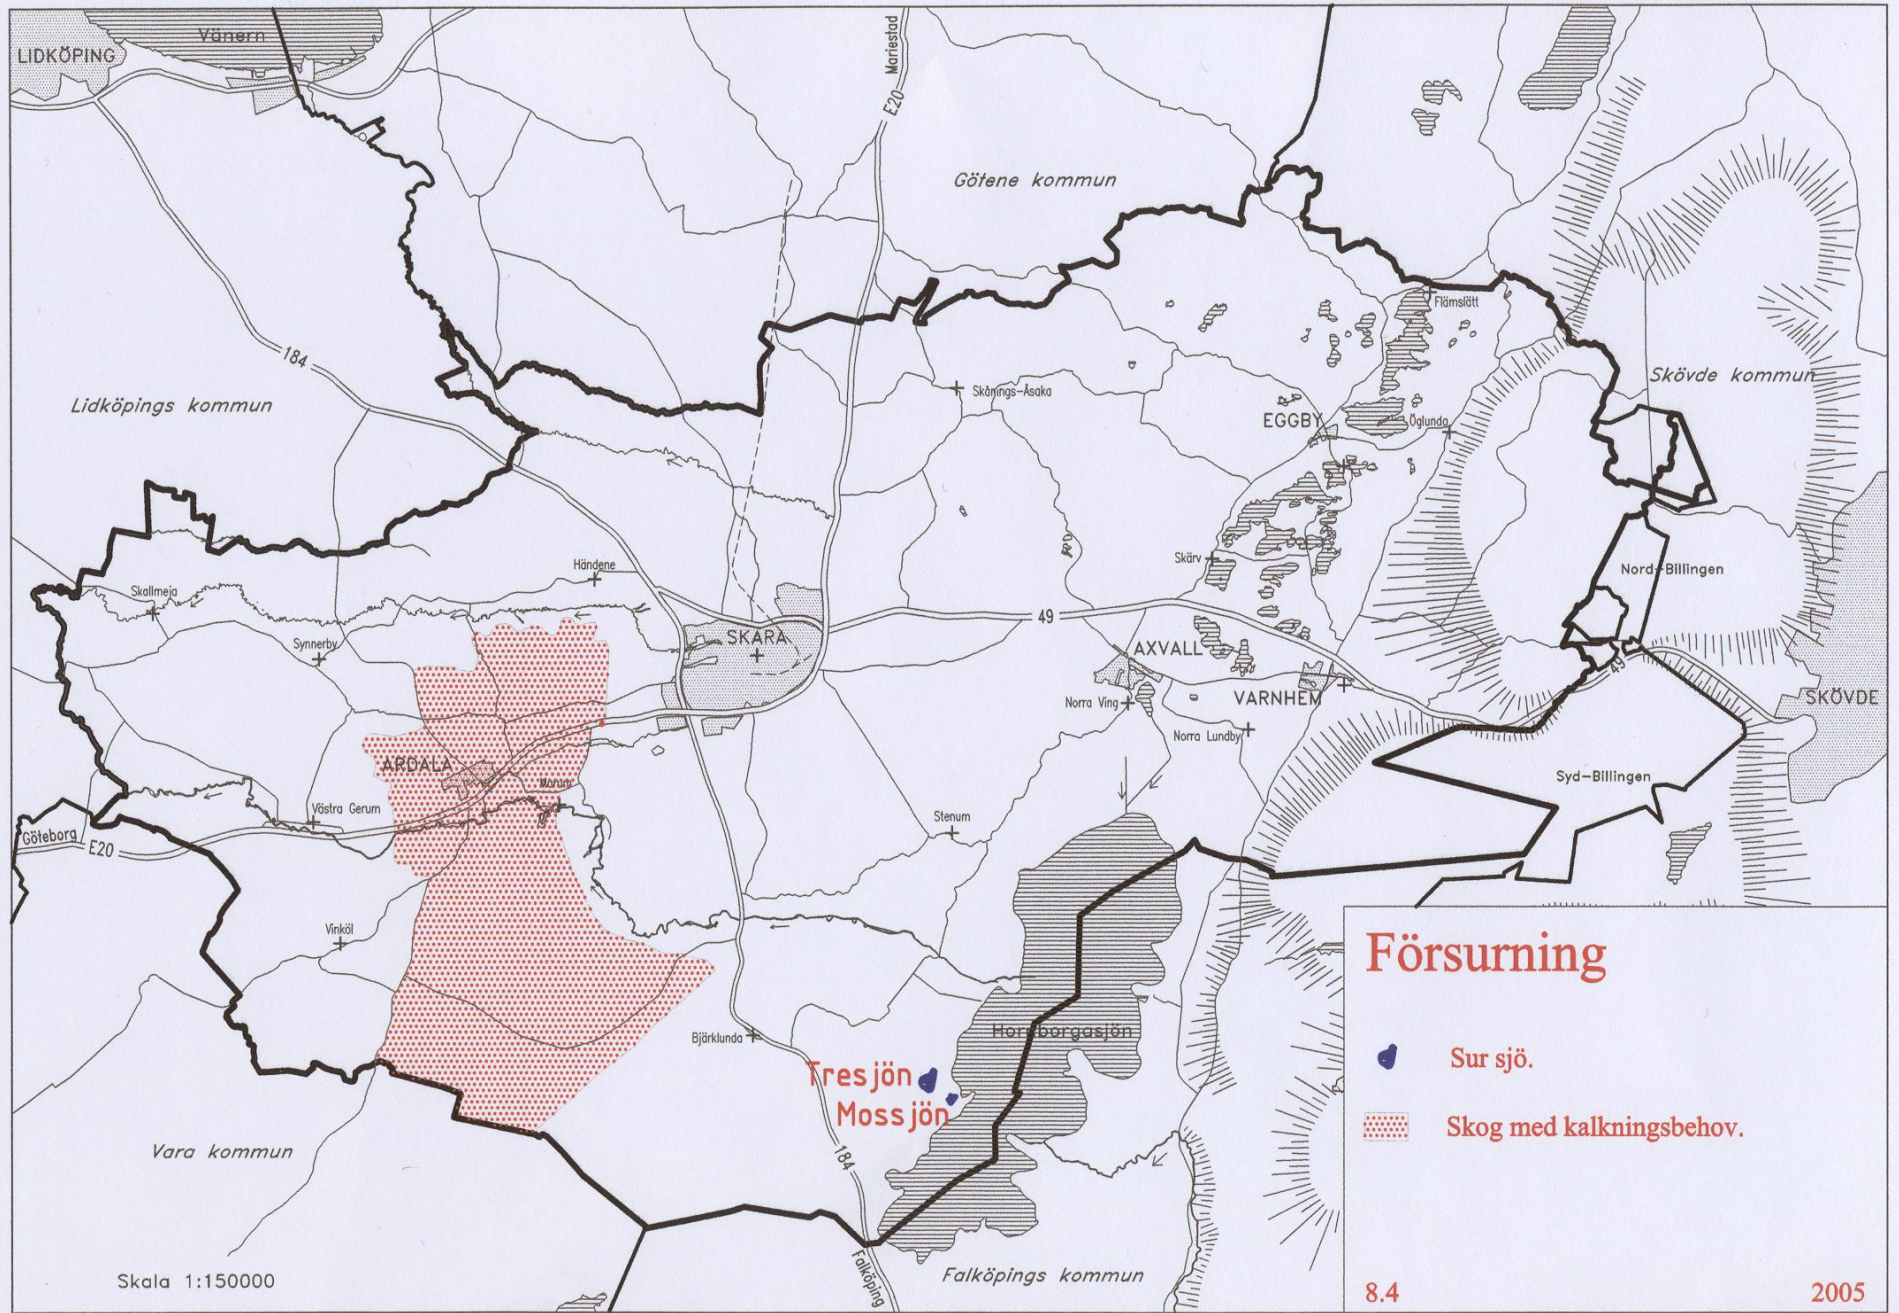 Vänern
LIDKÖPING
Mariestad
E20
Götene kommun
Flämslätt
184
Lidköpings kommun
Skånings-Åsaka
Skövde kommun
EGGBY
Öglunda
Händene
Skärv
Nord-Billingen
Skallmeja
49
SKARA
Synnerby
AXVALL
49
Norra Ving
VARNHEM
SKÖVDE
Norra Lundby
ARDALA
Syd-Billingen
Marum
Västra Gerum
Stenum
Göteborg
E20
Vinköl
Försurning
Hornborgasjön
Björklunda
Sur sjö.
Tresjön
Mossjön
Skog med kalkningsbehov.
Vara kommun
184
Skala 1:150000
Falköping
Falköpings kommun
8.4
2005